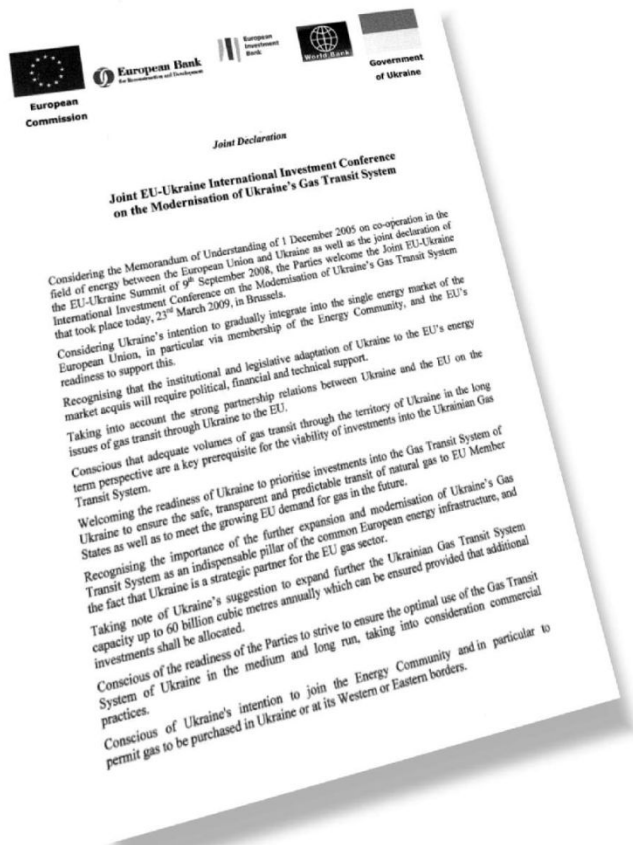 European
Commission
European Bank
for Reconstruction and Development
European
Investment
Bank
World Bank
Government
of Ukraine
Joint Declaration
Joint EU-Ukraine International Investment Conference
on the Modernisation of Ukraine's Gas Transit System
Considering the Memorandum of Understanding of 1 December 2005 on co-operation in the
field of energy between the European Union and Ukraine as well as the joint declaration of
the EU-Ukraine Summit of 9th September 2008, the Parties welcome the Joint EU-Ukraine
International Investment Conference on the Modernisation of Ukraine's Gas Transit System
that took place today, 23rd March 2009, in Brussels.
Considering Ukraine's intention to gradually integrate into the single energy market of the
European Union, in particular via membership of the Energy Community, and the EU's
readiness to support this.
Recognising that the institutional and legislative adaptation of Ukraine to the EU's energy
market acquis will require political, financial and technical support.
Taking into account the strong partnership relations between Ukraine and the EU on the
issues of gas transit through Ukraine to the EU.
Conscious that adequate volumes of gas transit through the territory of Ukraine in the long
term perspective are a key prerequisite for the viability of investments into the Ukrainian Gas
Transit System.
Welcoming the readiness of Ukraine to prioritise investments into the Gas Transit System of
Ukraine to ensure the safe, transparent and predictable transit of natural gas to EU Member
States as well as to meet the growing EU demand for gas in the future.
Recognising the importance of the further expansion and modernisation of Ukraine's Gas
Transit System as an indispensable pillar of the common European energy infrastructure, and
the fact that Ukraine is a strategic partner for the EU gas sector.
Taking note of Ukraine's suggestion to expand further the Ukrainian Gas Transit System
capacity up to 60 billion cubic metres annually which can be ensured provided that additional
investments shall be allocated.
Conscious of the readiness of the Parties to strive to ensure the optimal use of the Gas Transit
System of Ukraine in the medium and long run, taking into consideration commercial
practices.
Conscious of Ukraine's intention to join the Energy Community and in particular to
permit gas to be purchased in Ukraine or at its Western or Eastern borders.